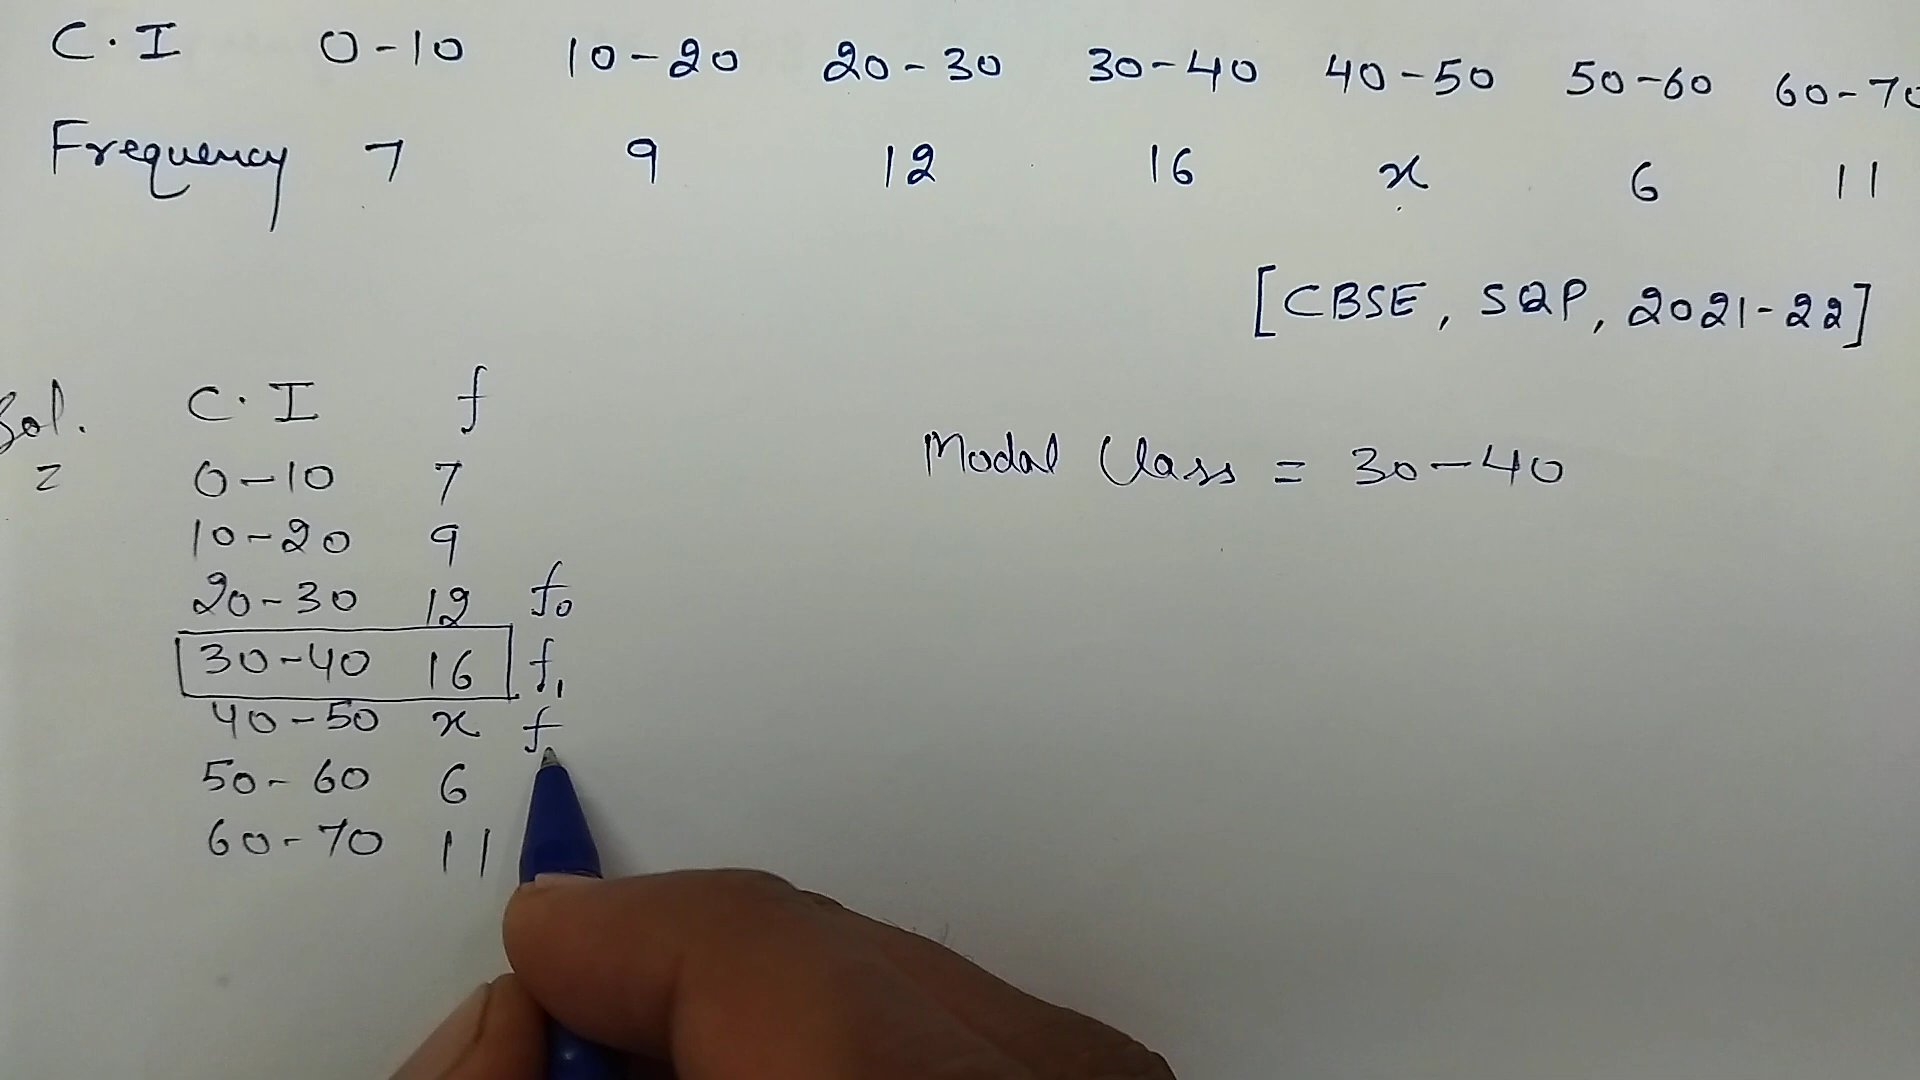 C.I 0-10 10-20 20-30 30-40 40-50 50-60 60-70
Frequency 7 9 12 16 x 6 11
[CBSE, SQP, 2021-22]
Sol. C.I f
0-10 7
10-20 9
20-30 12 f₀
30-40 16 f₁
40-50 x f
50-60 6
60-70 11
Modal Class = 30-40